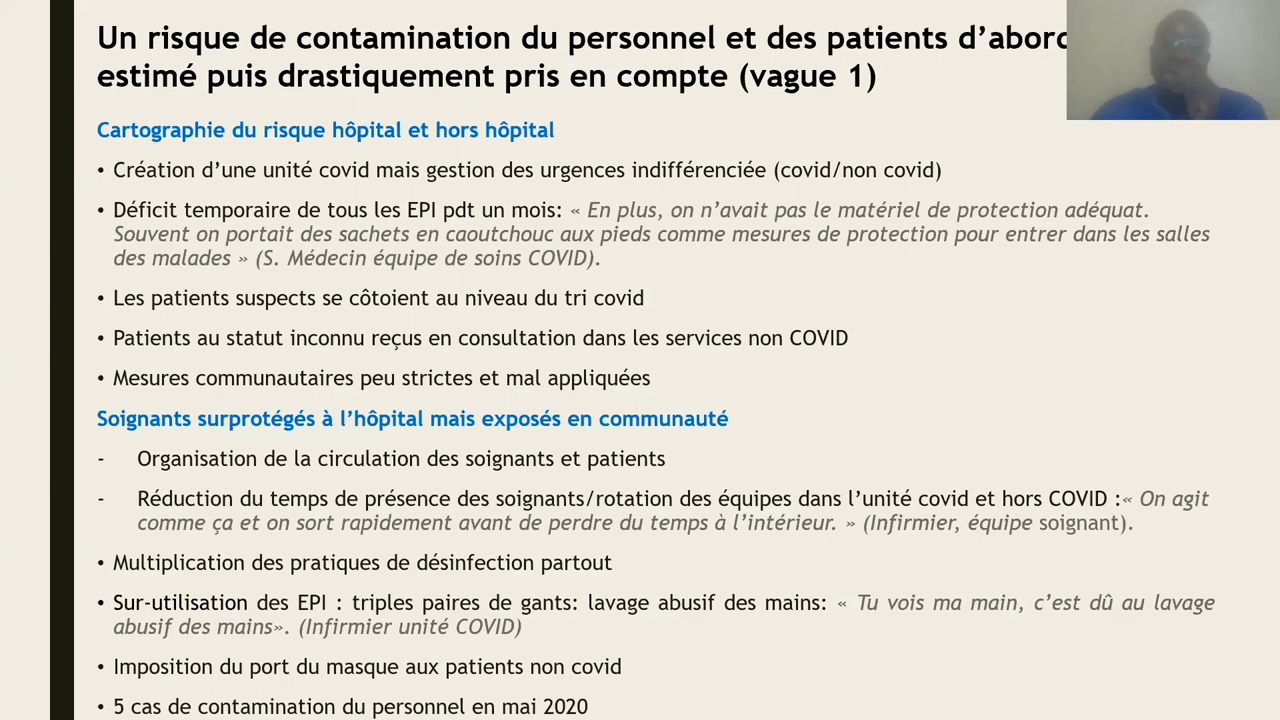 Un risque de contamination du personnel et des patients d’abord
estimé puis drastiquement pris en compte (vague 1)
Cartographie du risque hôpital et hors hôpital
• Création d’une unité covid mais gestion des urgences indifférenciée (covid/non covid)
• Déficit temporaire de tous les EPI pdt un mois: « En plus, on n’avait pas le matériel de protection adéquat.
Souvent on portait des sachets en caoutchouc aux pieds comme mesures de protection pour entrer dans les salles
des malades » (S. Médecin équipe de soins COVID).
• Les patients suspects se côtoient au niveau du tri covid
• Patients au statut inconnu reçus en consultation dans les services non COVID
• Mesures communautaires peu strictes et mal appliquées
Soignants surprotégés à l’hôpital mais exposés en communauté
- Organisation de la circulation des soignants et patients
- Réduction du temps de présence des soignants/rotation des équipes dans l’unité covid et hors COVID :« On agit
comme ça et on sort rapidement avant de perdre du temps à l’intérieur. » (Infirmier, équipe soignant).
• Multiplication des pratiques de désinfection partout
• Sur-utilisation des EPI : triples paires de gants: lavage abusif des mains: « Tu vois ma main, c’est dû au lavage
abusif des mains». (Infirmier unité COVID)
• Imposition du port du masque aux patients non covid
• 5 cas de contamination du personnel en mai 2020